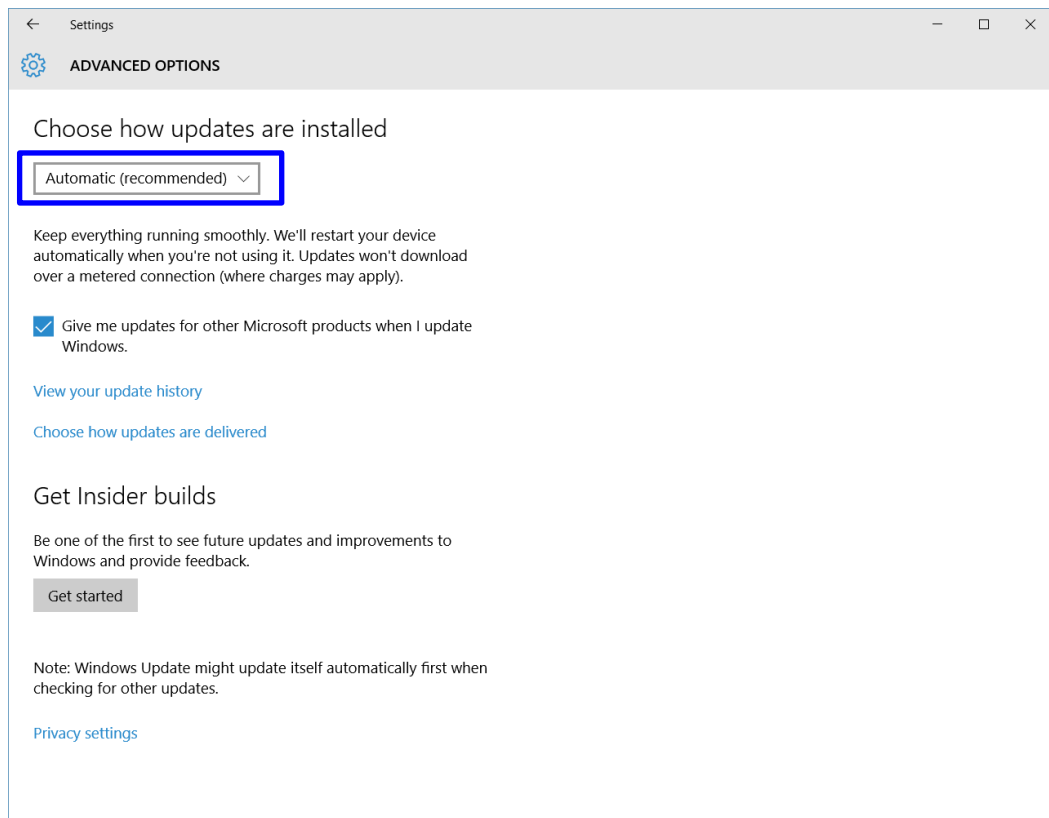 Settings
ADVANCED OPTIONS
Choose how updates are installed
Automatic (recommended)
Keep everything running smoothly. We'll restart your device
automatically when you're not using it. Updates won't download
over a metered connection (where charges may apply).
Give me updates for other Microsoft products when I update
Windows.
View your update history
Choose how updates are delivered
Get Insider builds
Be one of the first to see future updates and improvements to
Windows and provide feedback.
Get started
Note: Windows Update might update itself automatically first when
checking for other updates.
Privacy settings